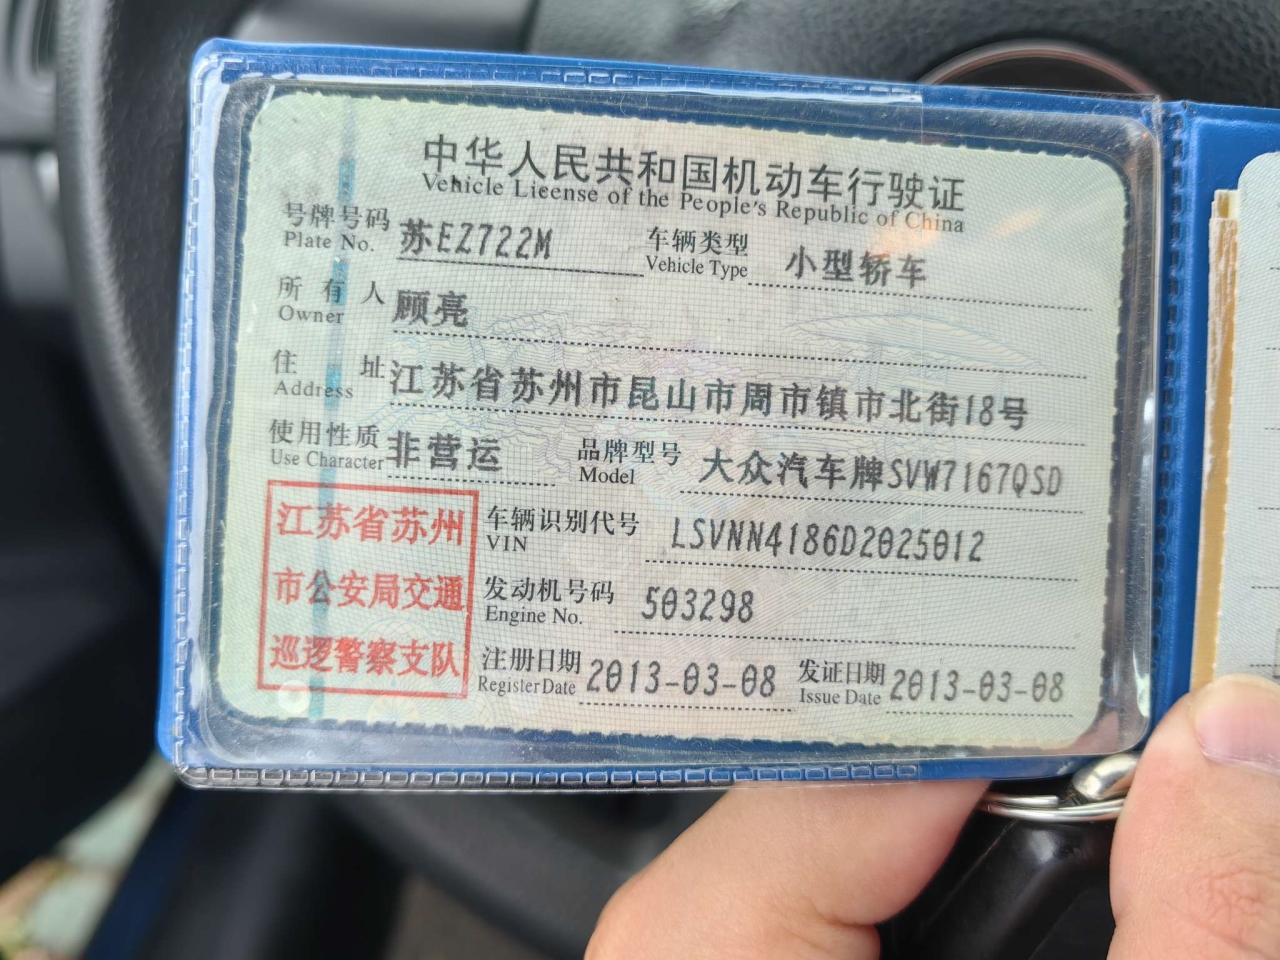 中华人民共和国机动车行驶证
Vehicle License of the People's Republic of China
号牌号码 苏EZ722M 车辆类型 小型轿车
Plate No. Vehicle Type
所有人 顾亮
Owner
住址 江苏省苏州市昆山市周市镇市北街18号
Address
使用性质 非营运 品牌型号 大众汽车牌SVW7167QSD
Use Character Model
江苏省苏州
市公安局交通
巡逻警察支队
车辆识别代号 LSVNN4186D2025012
VIN
发动机号码 503298
Engine No.
注册日期 2013-03-08 发证日期 2013-03-08
Register Date Issue Date